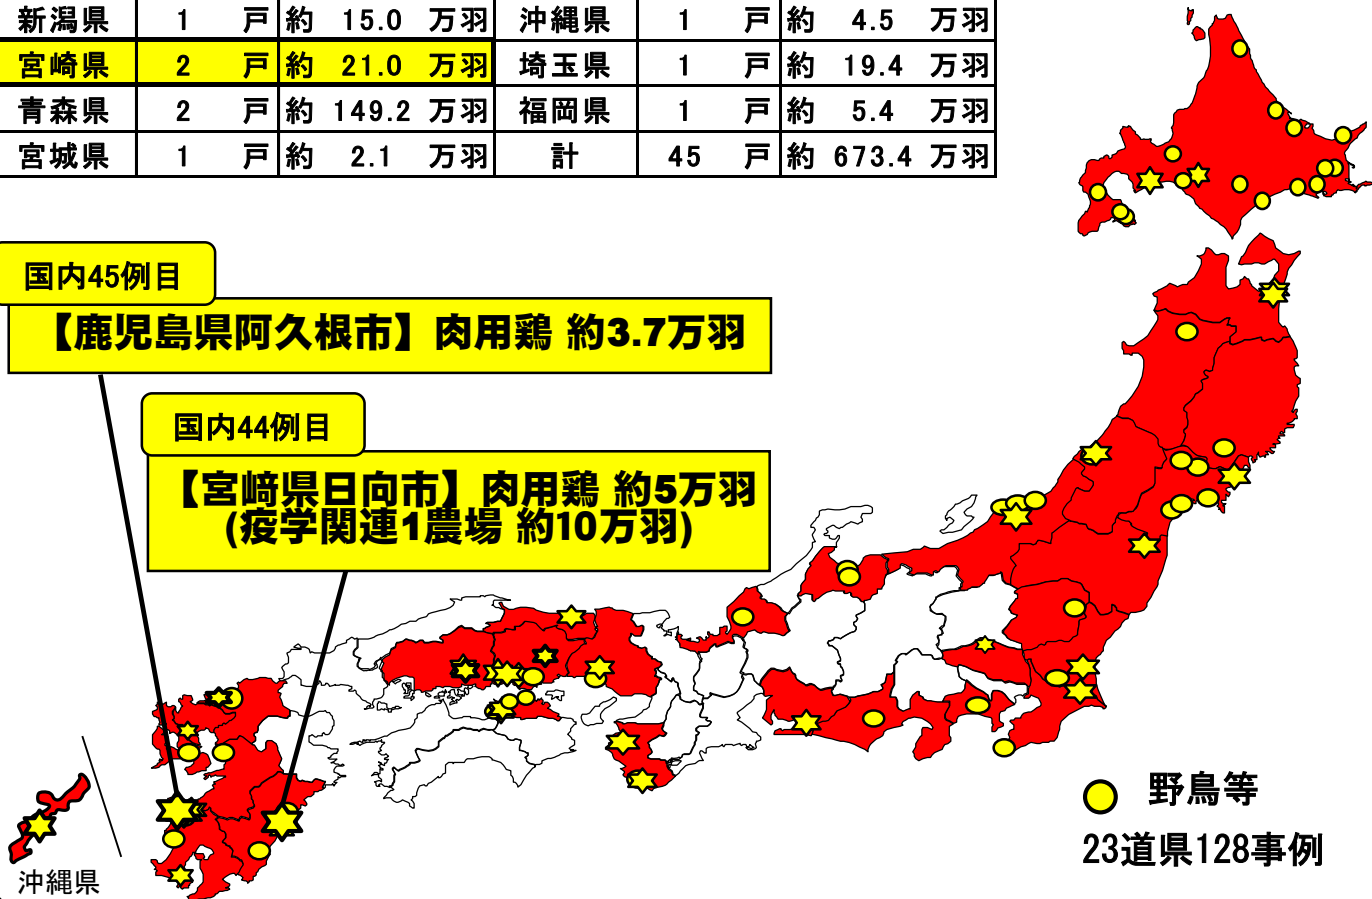 新潟県 1 戸 約 15.0 万羽 沖縄県 1 戸 約 4.5 万羽
宮崎県 2 戸 約 21.0 万羽 埼玉県 1 戸 約 19.4 万羽
青森県 2 戸 約 149.2 万羽 福岡県 1 戸 約 5.4 万羽
宮城県 1 戸 約 2.1 万羽 計 45 戸 約 673.4 万羽
国内45例目
【鹿児島県阿久根市】肉用鶏 約3.7万羽
国内44例目
【宮﨑県日向市】肉用鶏 約5万羽
(疫学関連1農場 約10万羽)
野鳥等
23道県128事例
沖縄県